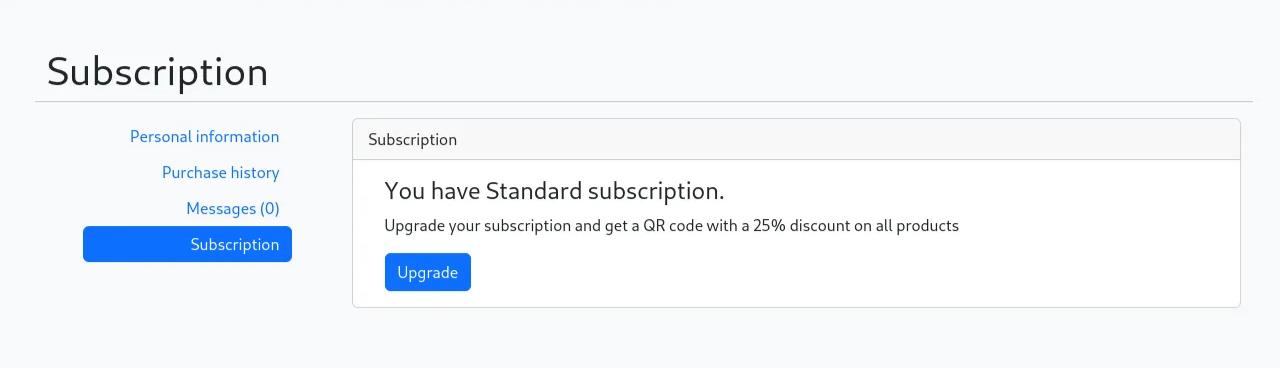 Subscription
Personal information
Purchase history
Messages (0)
Subscription
Subscription
You have Standard subscription.
Upgrade your subscription and get a QR code with a 25% discount on all products
Upgrade